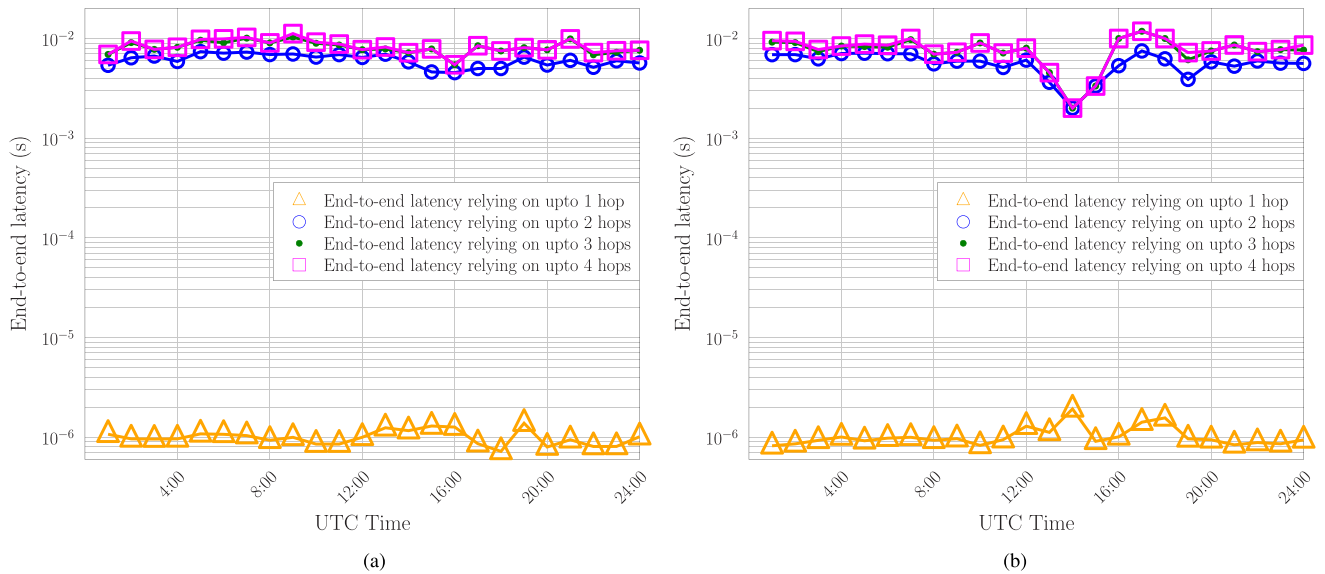 10⁻²
10⁻³
10⁻⁴
10⁻⁵
10⁻⁶
End-to-end latency (s)
End-to-end latency relying on upto 1 hop
End-to-end latency relying on upto 2 hops
End-to-end latency relying on upto 3 hops
End-to-end latency relying on upto 4 hops
4:00
8:00
12:00
16:00
20:00
24:00
UTC Time
(a)
10⁻²
10⁻³
10⁻⁴
10⁻⁵
10⁻⁶
End-to-end latency (s)
End-to-end latency relying on upto 1 hop
End-to-end latency relying on upto 2 hops
End-to-end latency relying on upto 3 hops
End-to-end latency relying on upto 4 hops
4:00
8:00
12:00
16:00
20:00
24:00
UTC Time
(b)